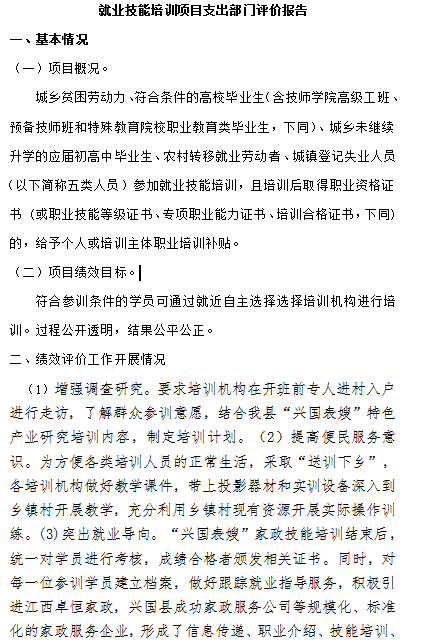 就业技能培训项目支出部门评价报告
一、基本情况
（一）项目概况。
城乡贫困劳动力、符合条件的高校毕业生（含技师学院高级工班、
预备技师班和特殊教育院校职业教育类毕业生，下同）、城乡未继续
升学的应届初高中毕业生、农村转移就业劳动者、城镇登记失业人员
（以下简称五类人员）参加就业技能培训，且培训后取得职业资格证
书（或职业技能等级证书、专项职业能力证书、培训合格证书，下同）
的，给予个人或培训主体职业培训补贴。
（二）项目绩效目标。
符合参训条件的学员可通过就近自主选择选择培训机构进行培
训。过程公开透明，结果公平公正。
二、绩效评价工作开展情况
（1）增强调查研究。要求培训机构在开班前专人进村入户
进行走访，了解群众参训意愿，结合我县“兴国表嫂”特色
产业研究培训内容，制定培训计划。（2）提高便民服务意
识。为方便各类培训人员的正常生活，采取“送训下乡”，
各培训机构做好教学课件，带上投影器材和实训设备深入到
乡镇村开展教学，充分利用乡镇村现有资源开展实际操作训
练。(3)突出就业导向。“兴国表嫂”家政技能培训结束后，
统一对学员进行考核，成绩合格者颁发相关证书。同时，对
每一位参训学员建立档案，做好跟踪就业指导服务，积极引
进江西卓恒家政，兴国县成功家政服务公司等规模化、标准
化的家政服务企业，形成了信息传递、职业介绍、技能培训、